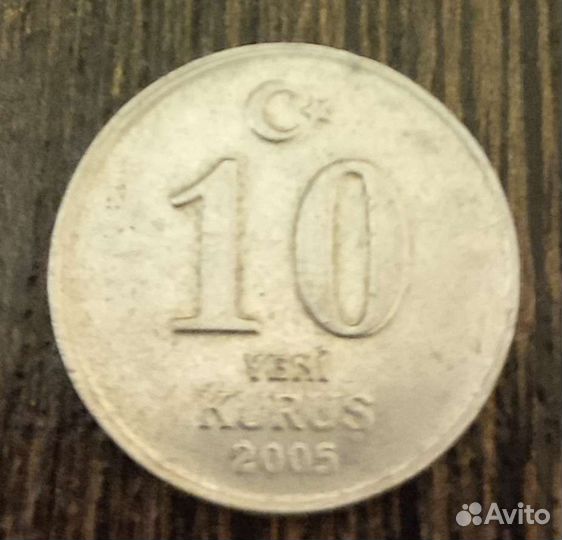 10
YENİ
KURUŞ
2005
Avito